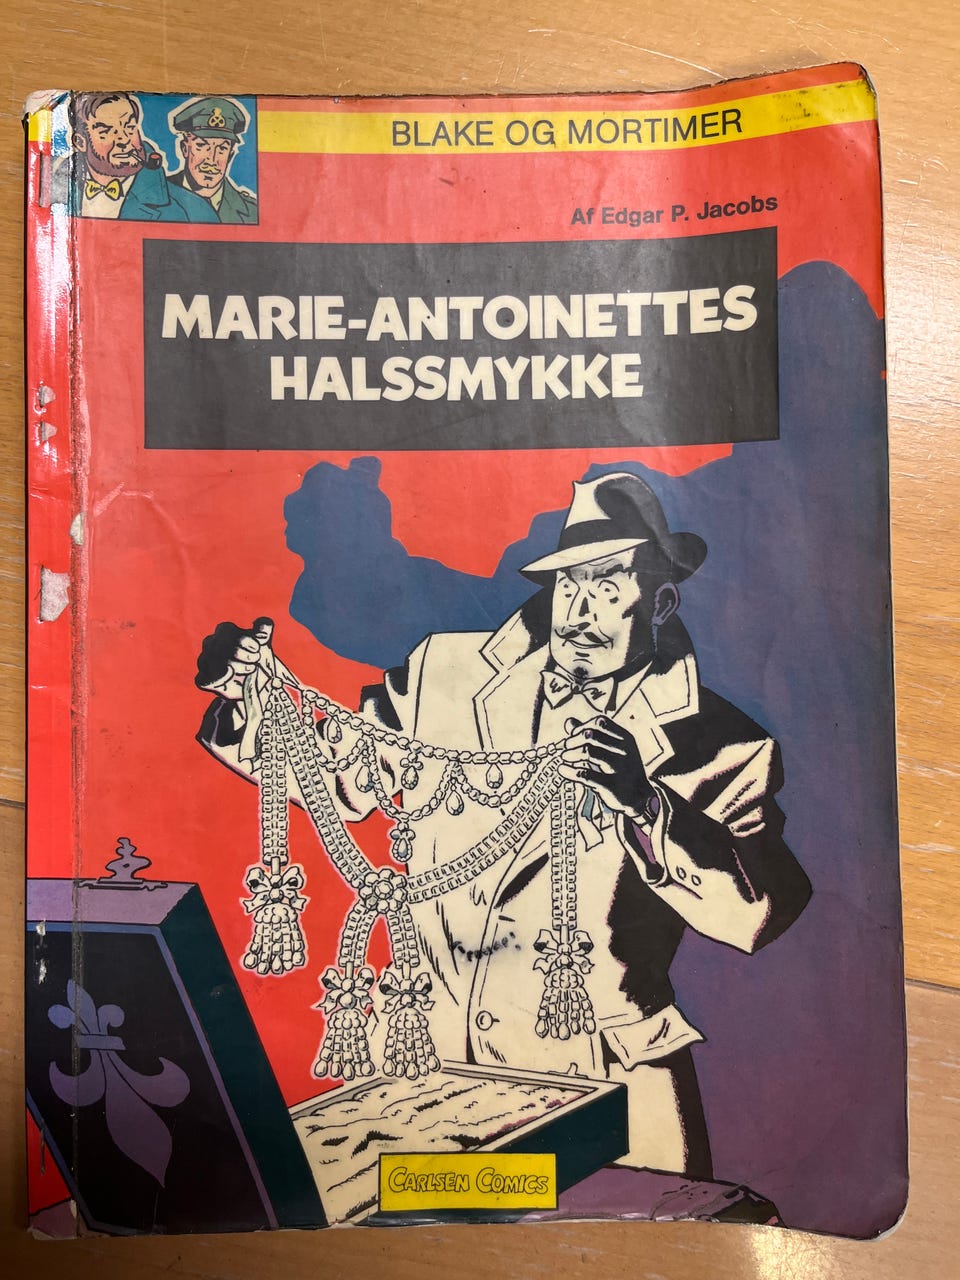 BLAKE OG MORTIMER
Af Edgar P. Jacobs
MARIE-ANTOINETTES
HALSSMYKKE
CARLSEN COMICS